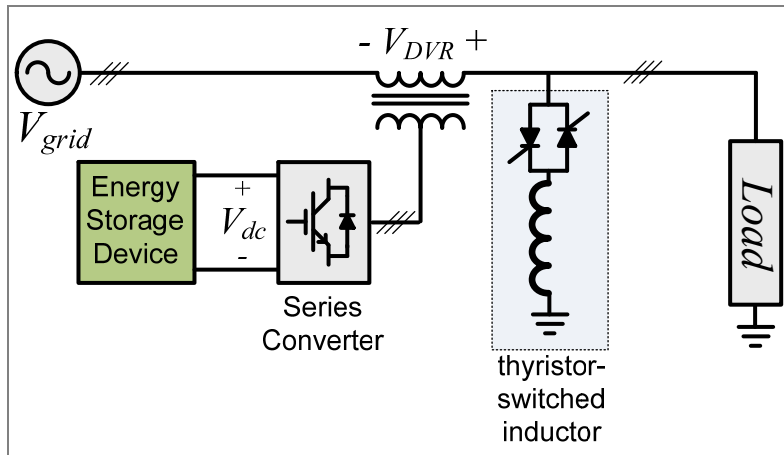 - V_DVR +
V_grid
Energy
Storage
Device
+
V_dc
-
Series
Converter
Load
thyristor-
switched
inductor